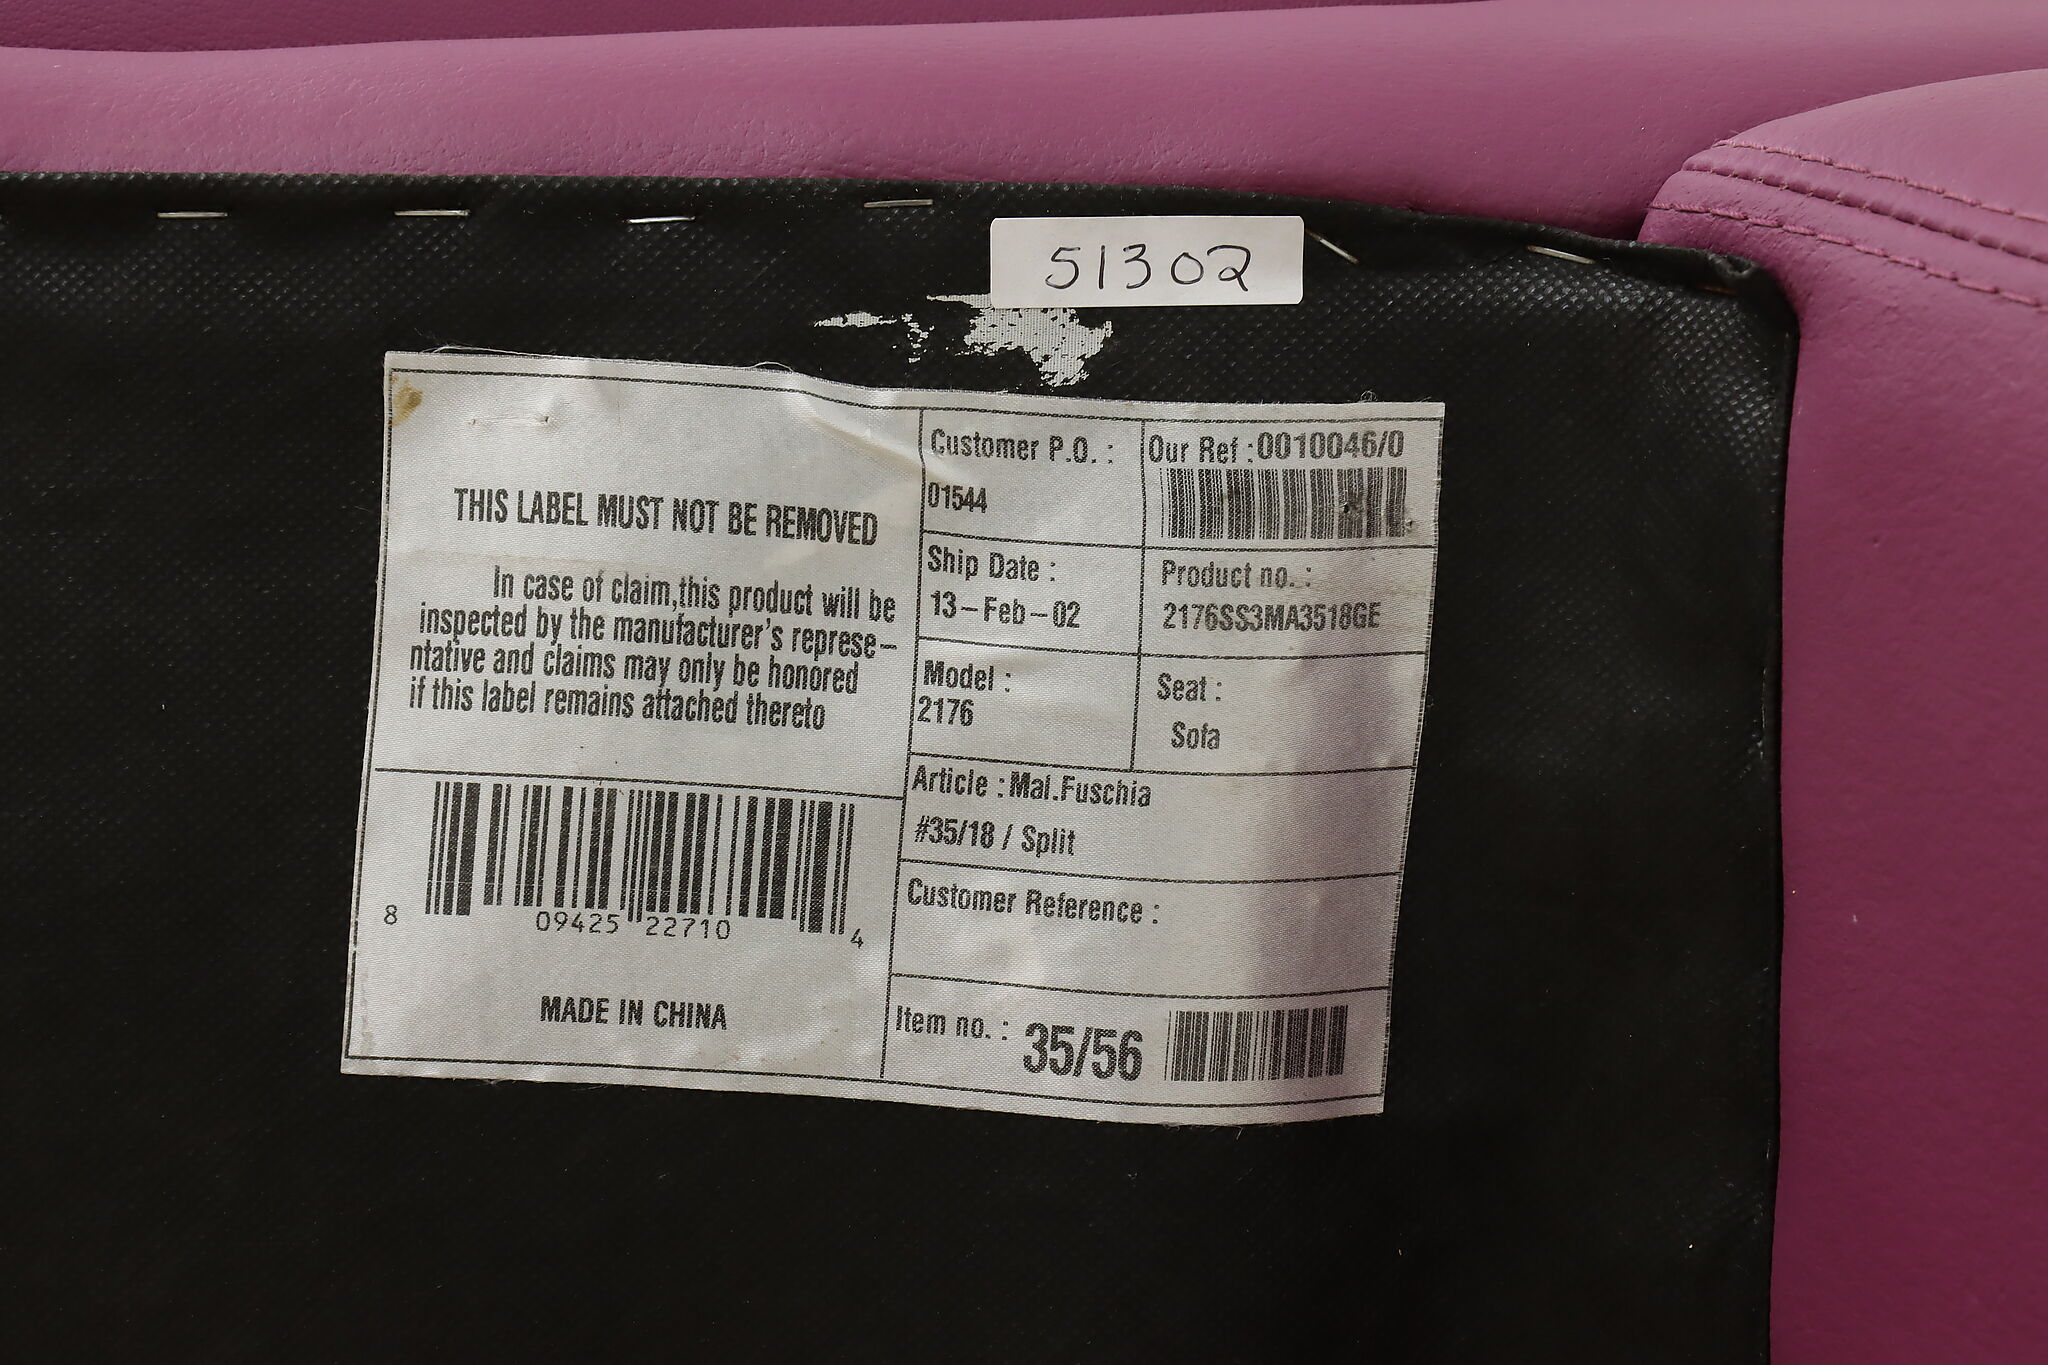 51302
THIS LABEL MUST NOT BE REMOVED
In case of claim,this product will be
inspected by the manufacturer's represe-
ntative and claims may only be honored
if this label remains attached thereto
8 09425 22710 4
MADE IN CHINA
Customer P.O. :
01544
Our Ref :0010046/0
Ship Date :
13-Feb-02
Product no. :
2176SS3MA3518GE
Model :
2176
Seat :
Sofa
Article :Mal.Fuschia
#35/18 / Split
Customer Reference :
Item no. : 35/56